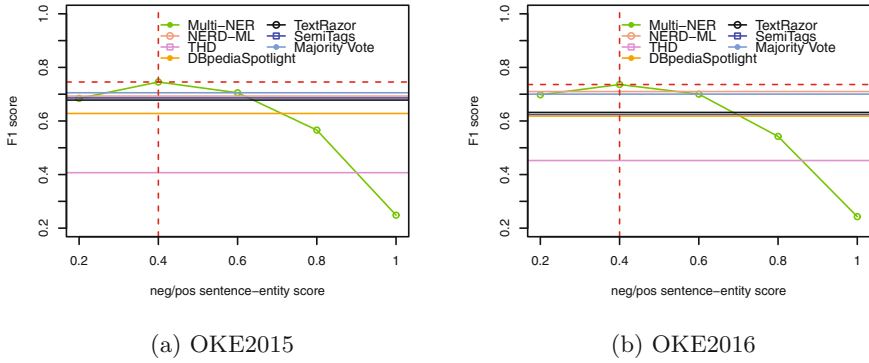 Multi−NER
NERD−ML
THD
DBpediaSpotlight
TextRazor
SemiTags
Majority Vote
F1 score
1.0
0.8
0.6
0.4
0.2
0.2 0.4 0.6 0.8 1
neg/pos sentence−entity score
(a) OKE2015
Multi−NER
NERD−ML
THD
DBpediaSpotlight
TextRazor
SemiTags
Majority Vote
F1 score
1.0
0.8
0.6
0.4
0.2
0.2 0.4 0.6 0.8 1
neg/pos sentence−entity score
(b) OKE2016